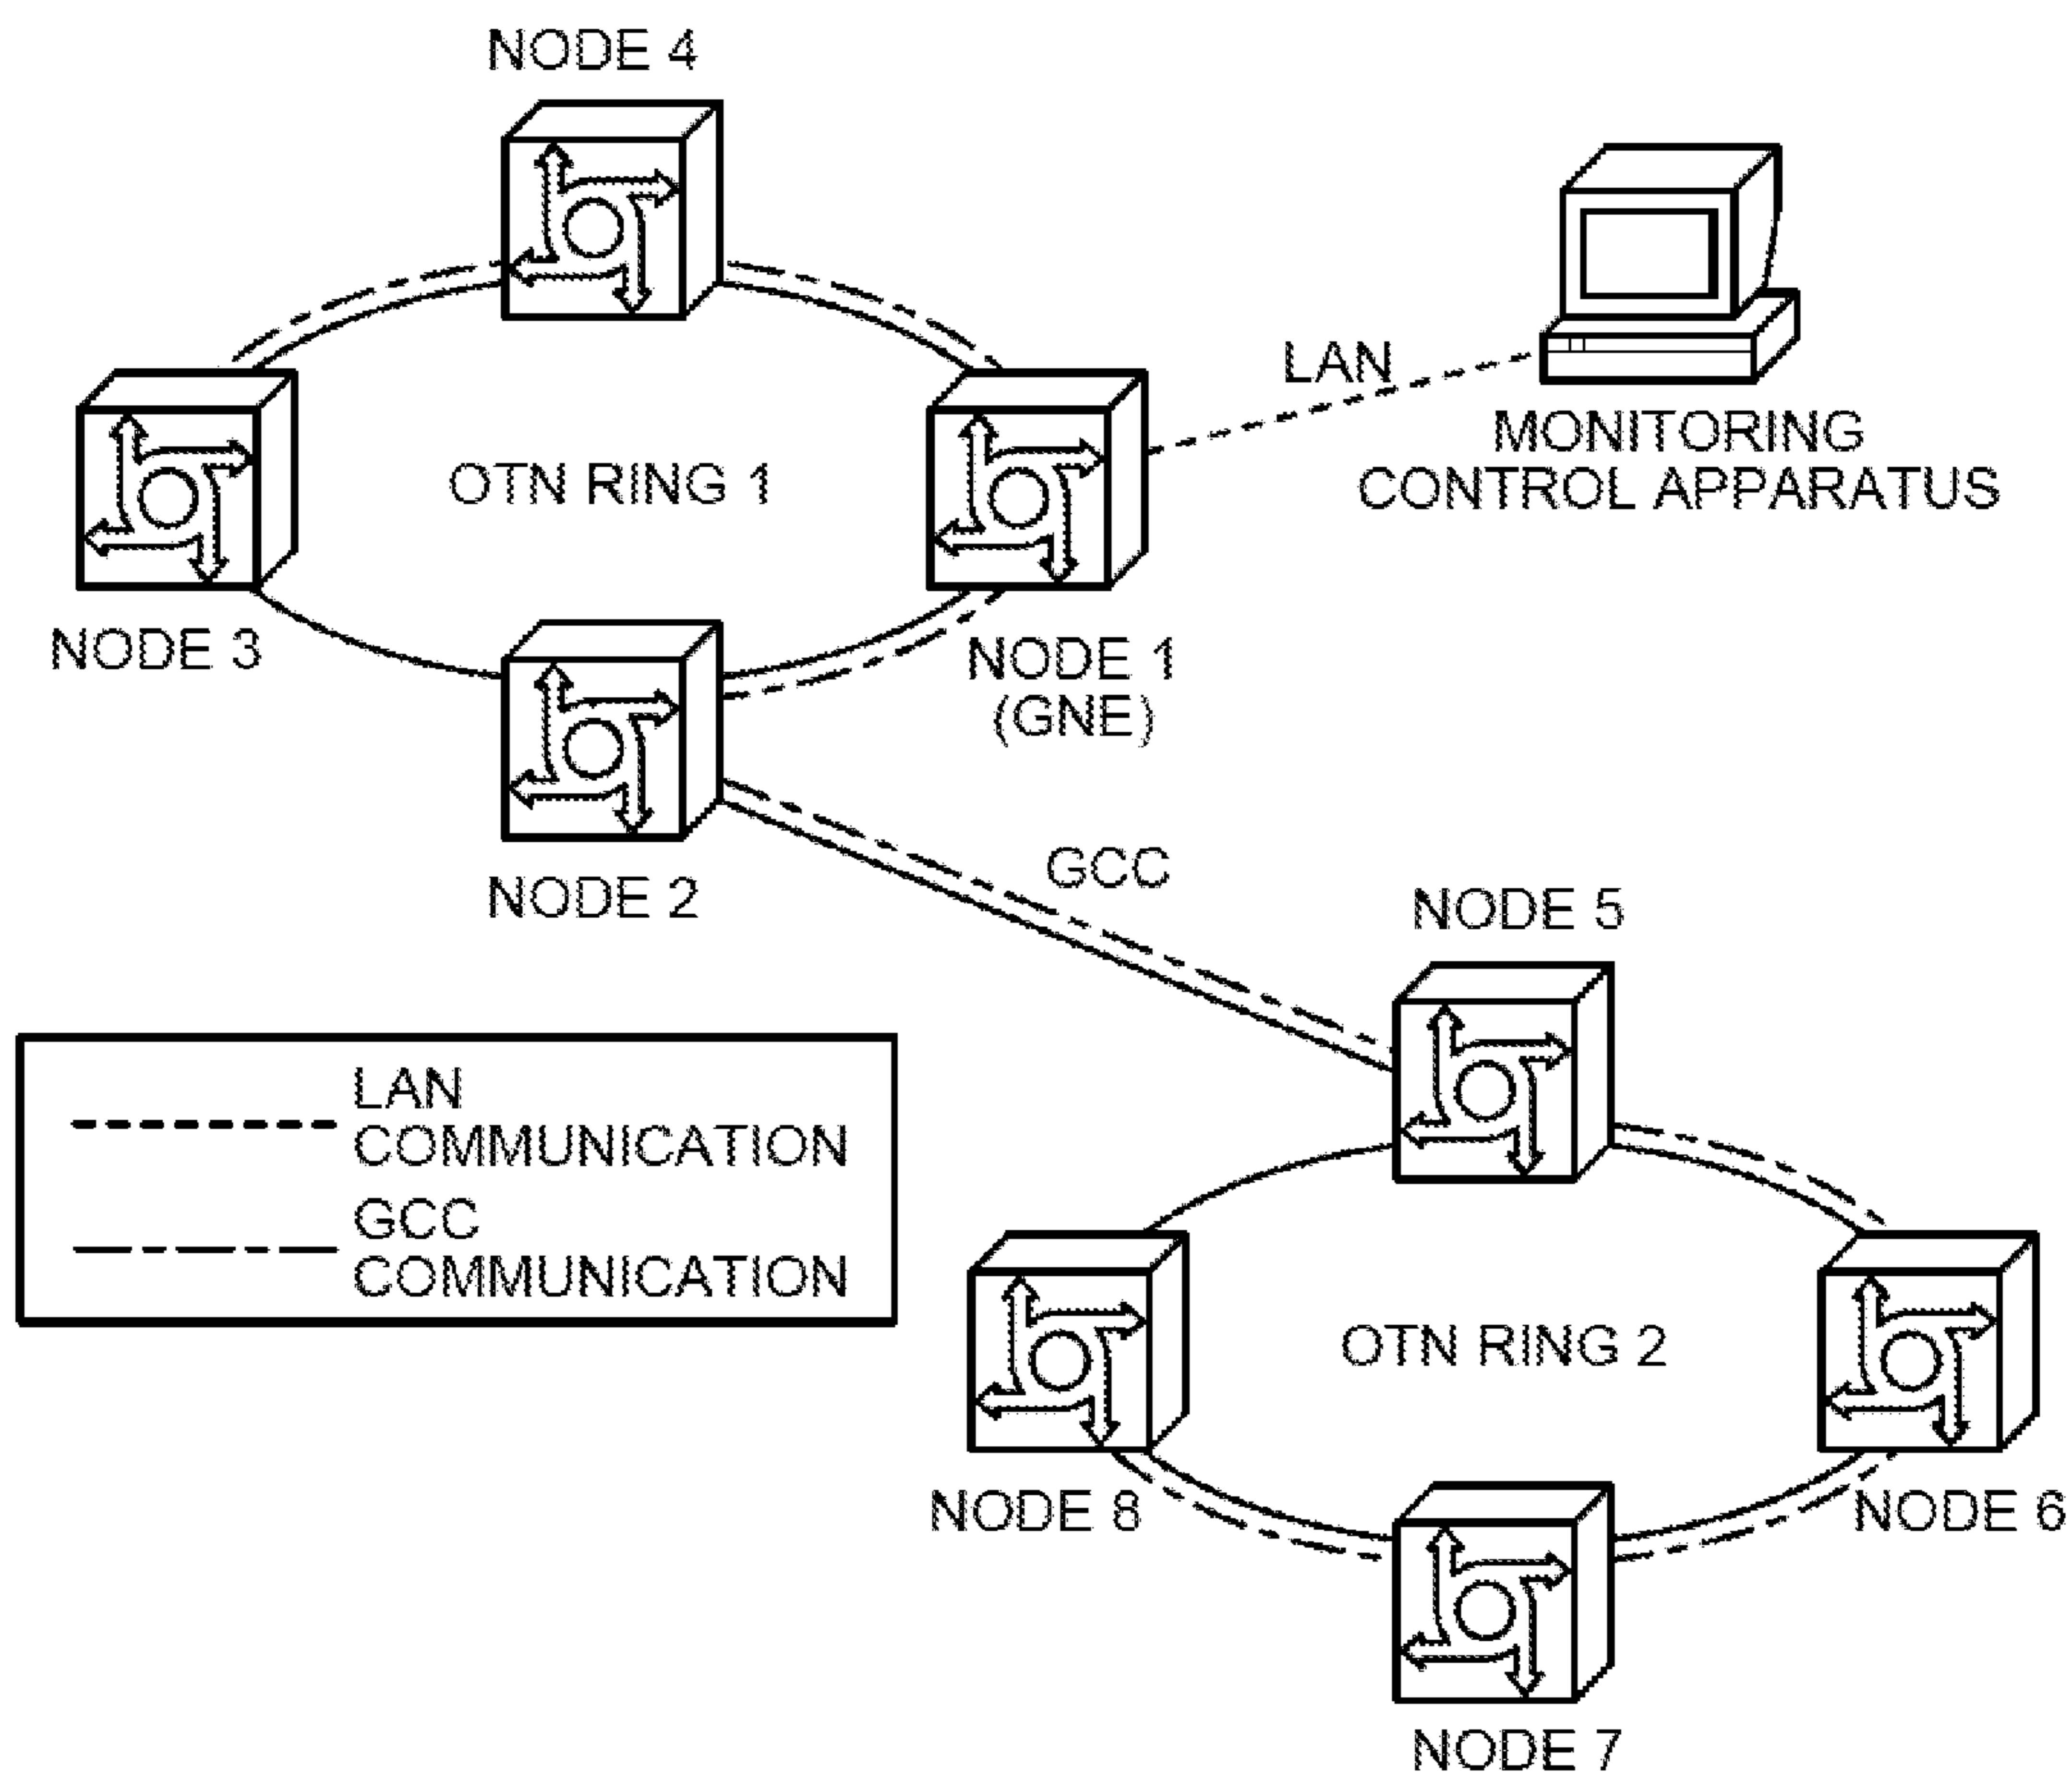 NODE 4
LAN
MONITORING
CONTROL APPARATUS
OTN RING 1
NODE 3
NODE 1
(GNE)
NODE 2
GCC
NODE 5
LAN
COMMUNICATION
GCC
COMMUNICATION
OTN RING 2
NODE 8
NODE 6
NODE 7